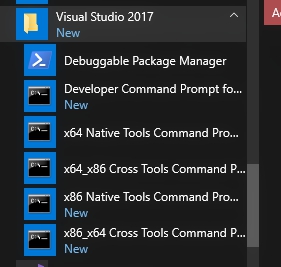 Visual Studio 2017
New
Debuggable Package Manager
Developer Command Prompt fo...
New
x64 Native Tools Command Pro...
x64_x86 Cross Tools Command P...
x86 Native Tools Command Pro...
New
x86_x64 Cross Tools Command P...
New